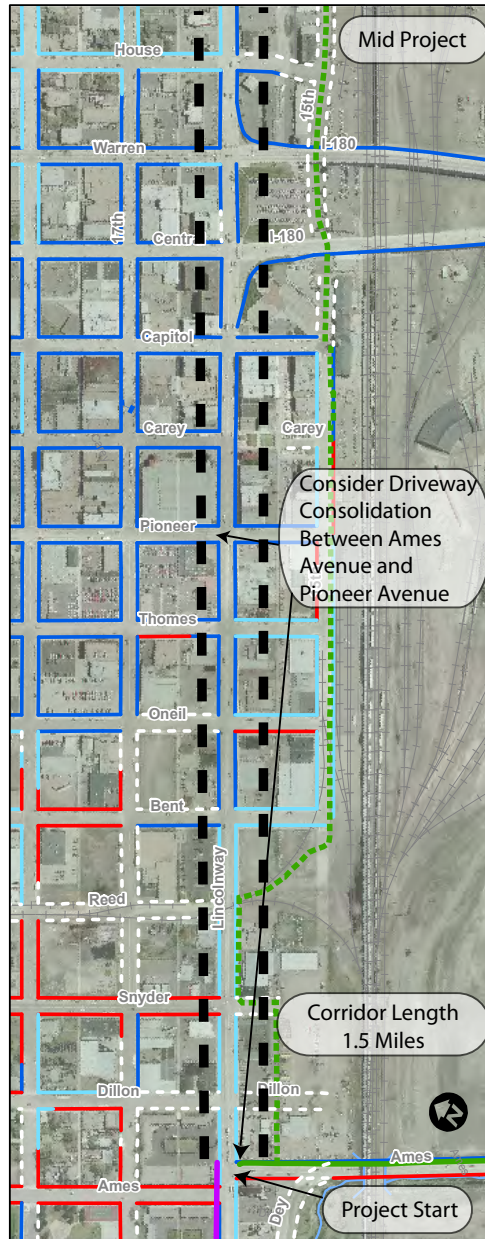 House
Mid Project
15th
Warren
I-180
17th
Centra
I-180
Capitol
Carey
Carey
Consider Driveway
Consolidation
Between Ames
Avenue and
Pioneer Avenue
Pioneer
Thomes
Oneil
Bent
Lincolnway
Reed
Snyder
Corridor Length
1.5 Miles
Dillon
Dillon
N
Ames
Ames
Dey
Project Start